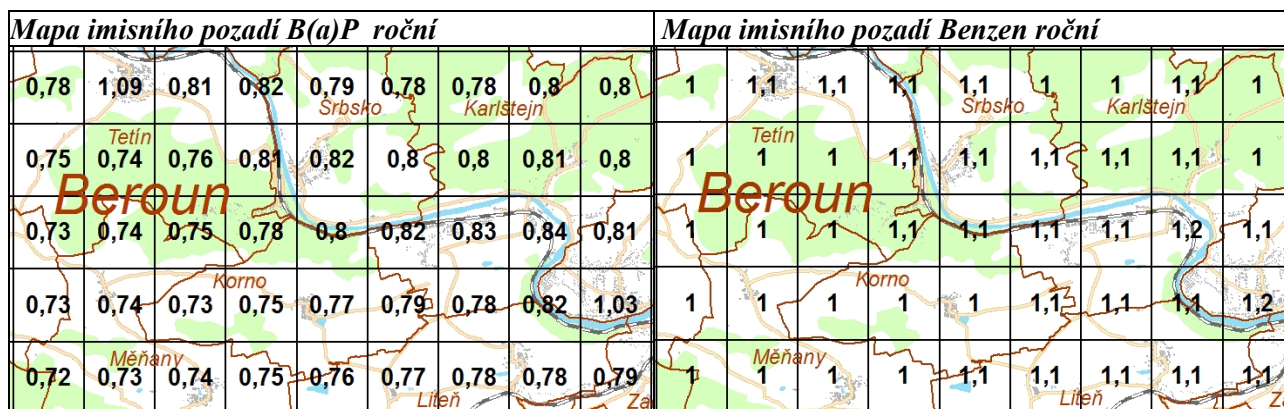 Mapa imisního pozadí B(a)P roční
Mapa imisního pozadí Benzen roční
0,78 1,09 0,81 0,82 0,79 0,78 0,78 0,8 0,8
Srbsko Karlštejn
Tetín
0,75 0,74 0,76 0,81 0,82 0,8 0,8 0,81 0,8
Beroun
0,73 0,74 0,75 0,78 0,8 0,82 0,83 0,84 0,81
Korno
0,73 0,74 0,73 0,75 0,77 0,79 0,78 0,82 1,03
Měňany
0,72 0,73 0,74 0,75 0,76 0,77 0,78 0,78 0,79
Liteň Za
1 1,1 1,1 1,1 1,1 1 1 1,1 1
Srbsko Karlštejn
Tetín
1 1 1 1,1 1,1 1,1 1,1 1,1 1
Beroun
1 1 1 1,1 1,1 1,1 1,1 1,2 1,1
Korno
1 1 1 1 1 1,1 1,1 1,1 1,2
Měňany
1 1 1 1 1,1 1,1 1,1 1,1 1,1
Liteň Za